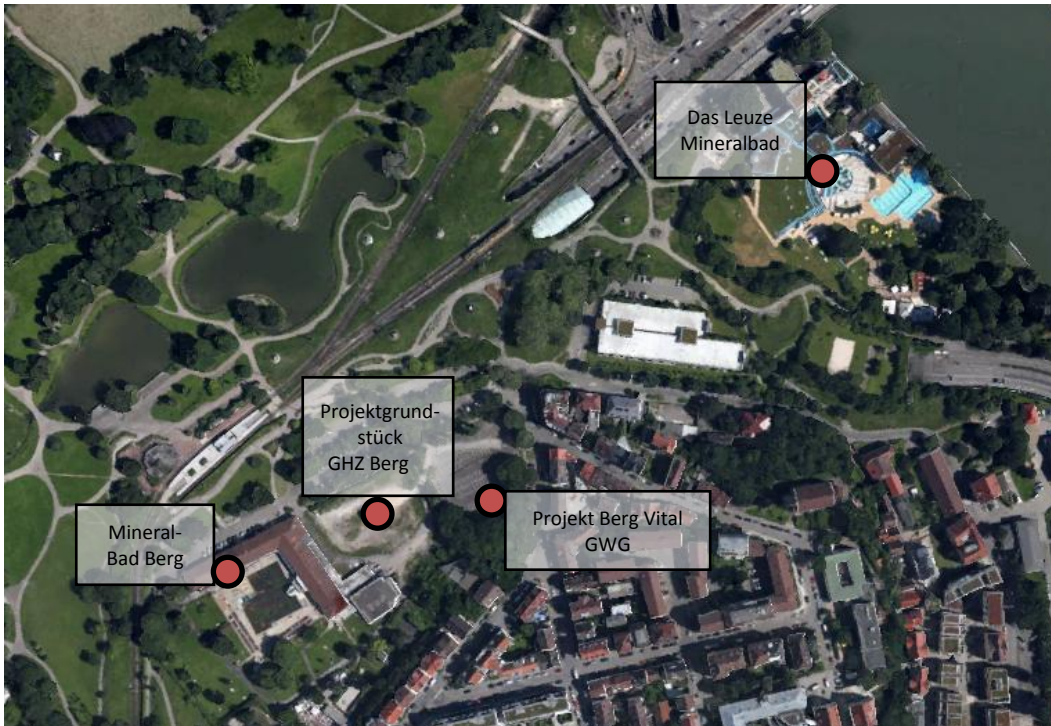 Das Leuze
Mineralbad
Projektgrund-
stück
GHZ Berg
Projekt Berg Vital
GWG
Mineral-
Bad Berg